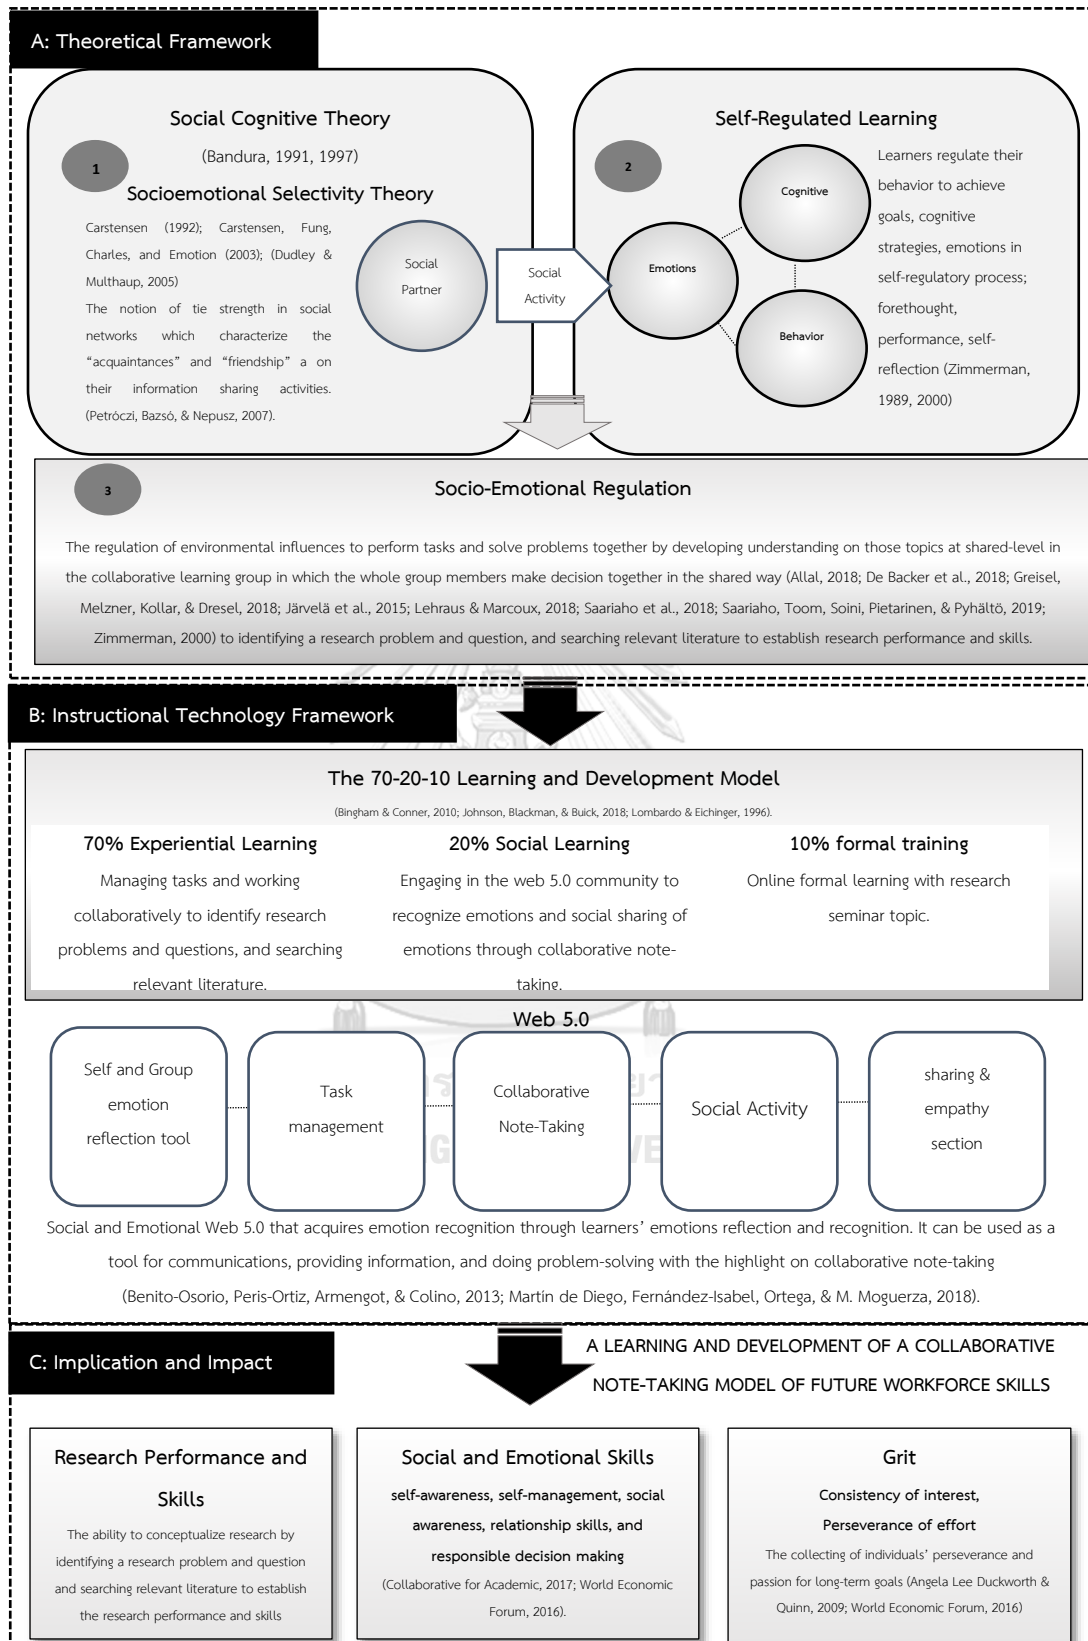 A: Theoretical Framework
Social Cognitive Theory
(Bandura, 1991, 1997)
1
Socioemotional Selectivity Theory
Carstensen (1992); Carstensen, Fung,
Charles, and Emotion (2003); (Dudley &
Multhaup, 2005)
The notion of tie strength in social
networks which characterize the
“acquaintances” and “friendship” a on
their information sharing activities.
(Petróczi, Bazsó, & Nepusz, 2007).
Social
Partner
Social
Activity
Self-Regulated Learning
2
Cognitive
Emotions
Behavior
Learners regulate their
behavior to achieve
goals, cognitive
strategies, emotions in
self-regulatory process;
forethought,
performance, self-
reflection (Zimmerman,
1989, 2000)
3
Socio-Emotional Regulation
The regulation of environmental influences to perform tasks and solve problems together by developing understanding on those topics at shared-level in
the collaborative learning group in which the whole group members make decision together in the shared way (Allal, 2018; De Backer et al., 2018; Greisel,
Melzner, Kollar, & Dresel, 2018; Järvelä et al., 2015; Lehraus & Marcoux, 2018; Saariaho et al., 2018; Saariaho, Toom, Soini, Pietarinen, & Pyhältö, 2019;
Zimmerman, 2000) to identifying a research problem and question, and searching relevant literature to establish research performance and skills.
B: Instructional Technology Framework
The 70-20-10 Learning and Development Model
(Bingham & Conner, 2010; Johnson, Blackman, & Buick, 2018; Lombardo & Eichinger, 1996).
70% Experiential Learning
Managing tasks and working
collaboratively to identify research
problems and questions, and searching
relevant literature.
20% Social Learning
Engaging in the web 5.0 community to
recognize emotions and social sharing of
emotions through collaborative note-
taking.
10% formal training
Online formal learning with research
seminar topic.
Web 5.0
Self and Group
emotion
reflection tool
Task
management
Collaborative
Note-Taking
Social Activity
sharing &
empathy
section
Social and Emotional Web 5.0 that acquires emotion recognition through learners’ emotions reflection and recognition. It can be used as a
tool for communications, providing information, and doing problem-solving with the highlight on collaborative note-taking
(Benito-Osorio, Peris-Ortiz, Armengot, & Colino, 2013; Martín de Diego, Fernández-Isabel, Ortega, & M. Moguerza, 2018).
C: Implication and Impact
A LEARNING AND DEVELOPMENT OF A COLLABORATIVE
NOTE-TAKING MODEL OF FUTURE WORKFORCE SKILLS
Research Performance and
Skills
The ability to conceptualize research by
identifying a research problem and question
and searching relevant literature to establish
the research performance and skills
Social and Emotional Skills
self-awareness, self-management, social
awareness, relationship skills, and
responsible decision making
(Collaborative for Academic, 2017; World Economic
Forum, 2016).
Grit
Consistency of interest,
Perseverance of effort
The collecting of individuals’ perseverance and
passion for long-term goals (Angela Lee Duckworth &
Quinn, 2009; World Economic Forum, 2016)